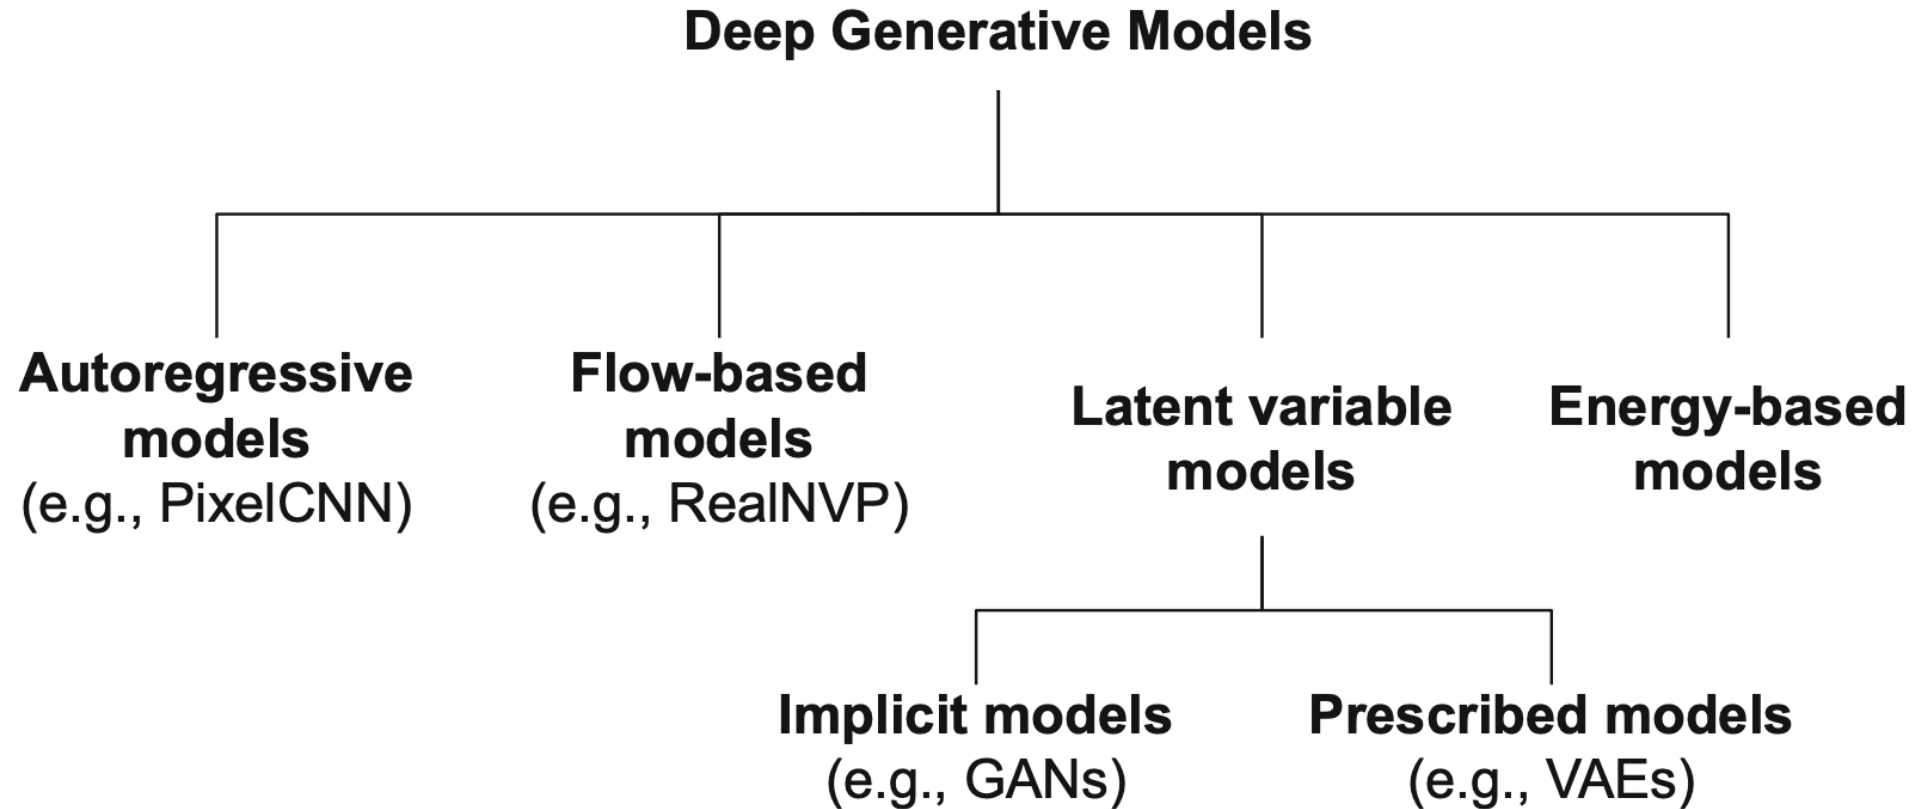 Deep Generative Models
Autoregressive
models
(e.g., PixelCNN)
Flow-based
models
(e.g., RealNVP)
Latent variable
models
Energy-based
models
Implicit models
(e.g., GANs)
Prescribed models
(e.g., VAEs)